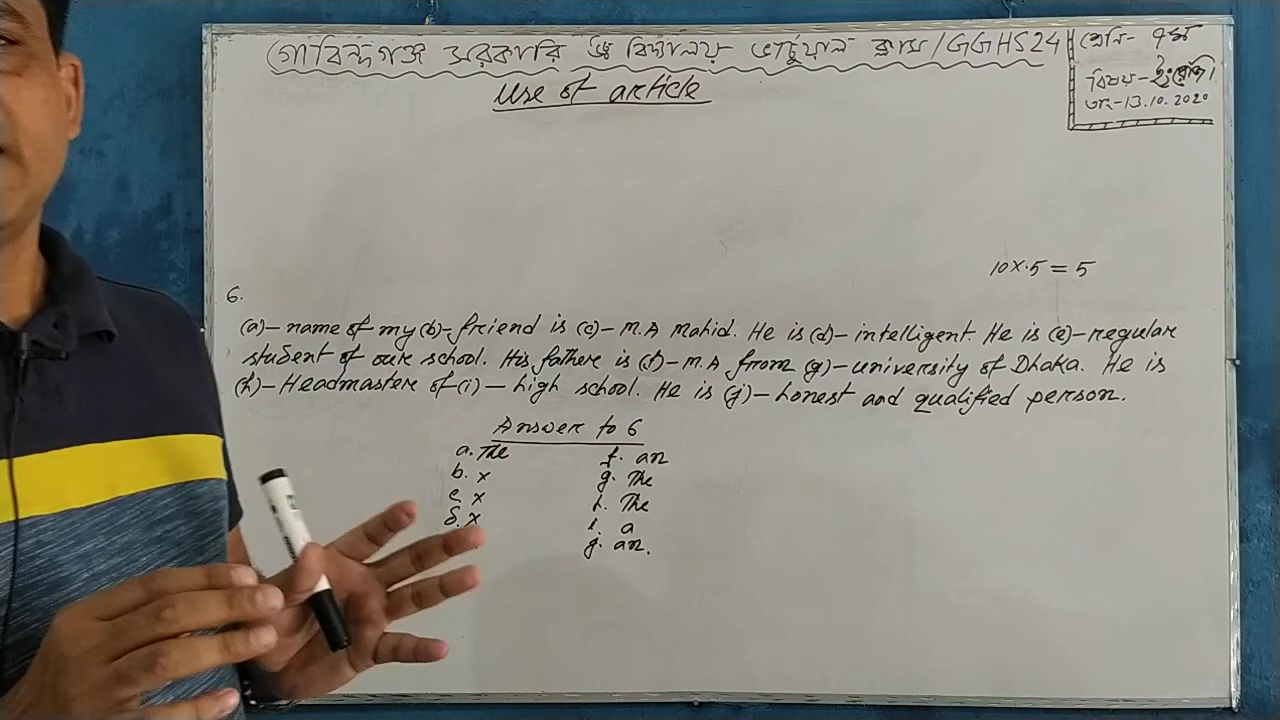 গোবিন্দগঞ্জ সরকারি উচ্চ বিদ্যালয় ভার্চুয়াল ক্লাস/GGHS24
শ্রেণি- ৭ম
বিষয়-ইংরেজি।
তাং-13.10.2020
Use of article
10×.5=5
6.
(a)-name of my (b)-friend is (c)-M.A Mahid. He is (d)-intelligent. He is (e)-regular
student of our school. His father is (f)-M.A from (g)-university of Dhaka. He is
(h)-Headmaster of (i)-high school. He is (j)-honest and qualified person.
Answer to 6
a. The
b. ×
c ×
d. ×
f. an
g. The
h. The
i. a
j. an.